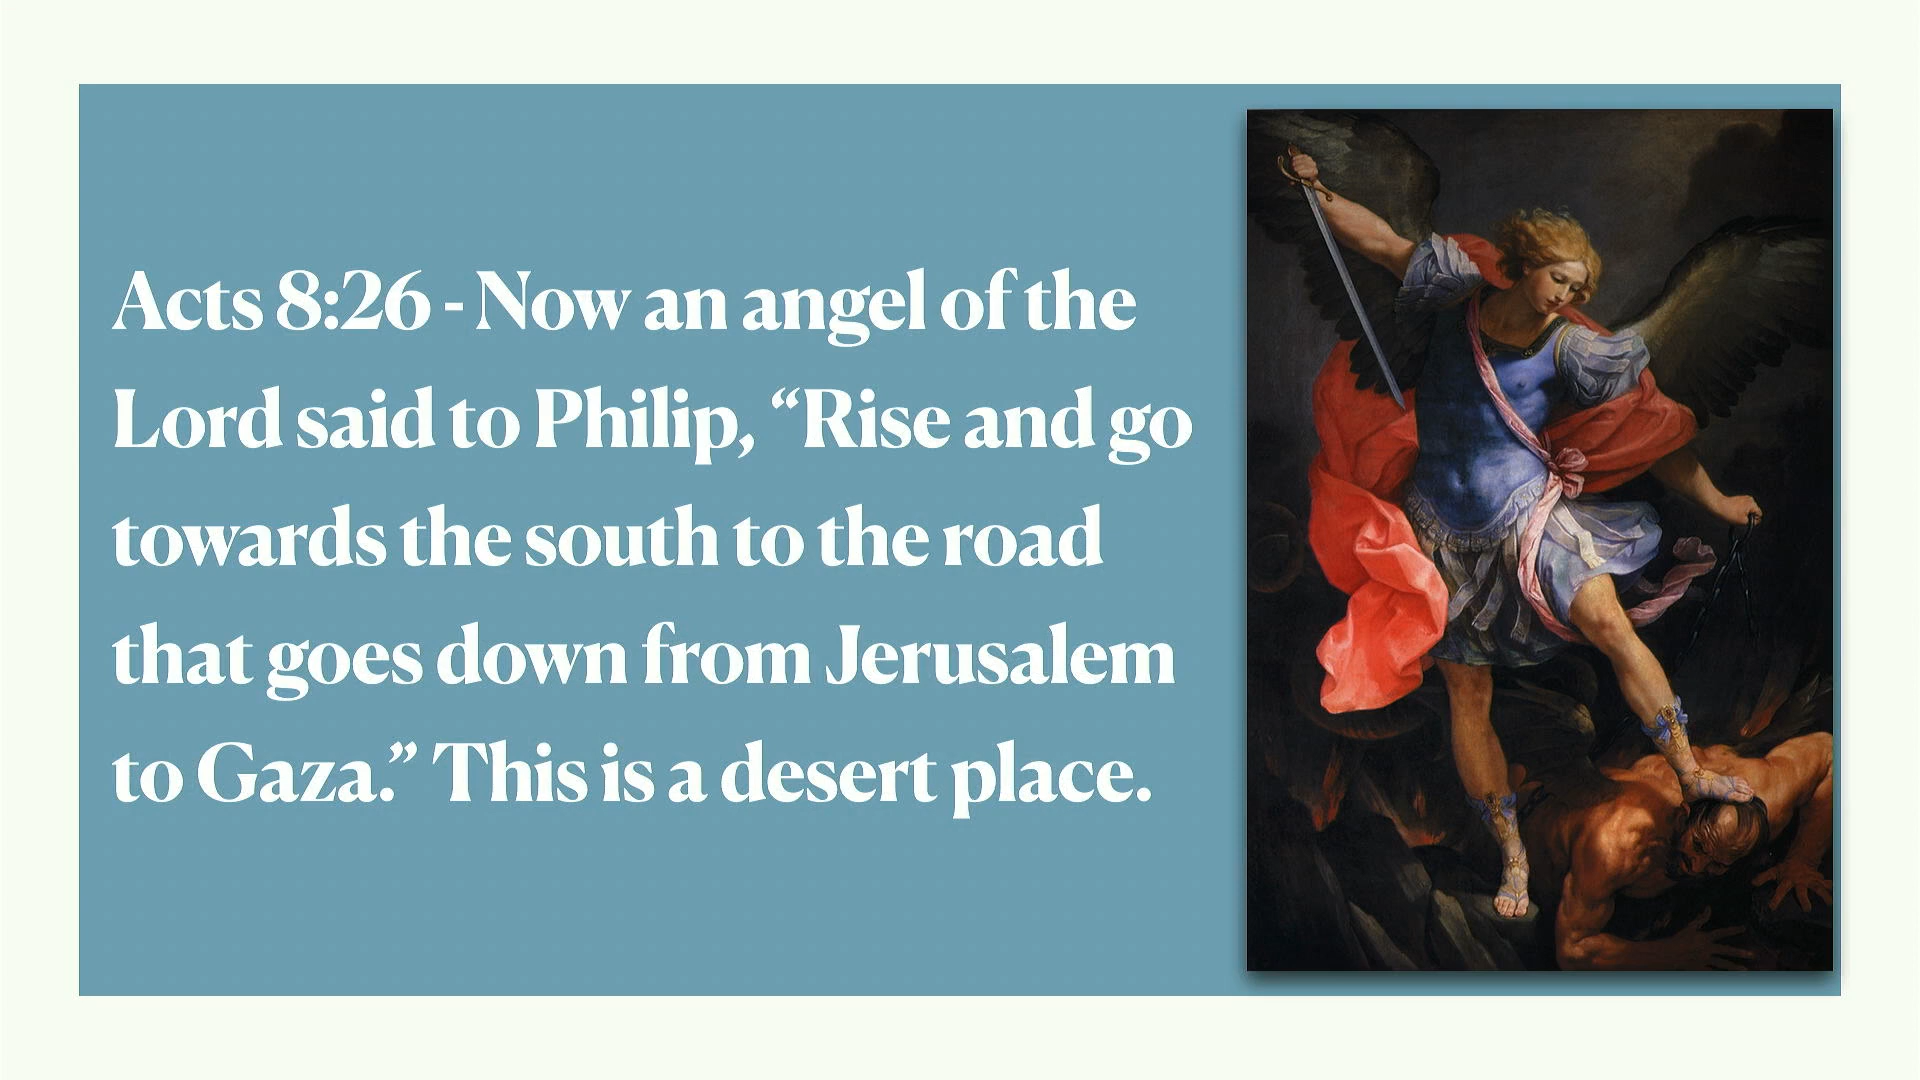 Acts 8:26 - Now an angel of the
Lord said to Philip, “Rise and go
towards the south to the road
that goes down from Jerusalem
to Gaza.” This is a desert place.